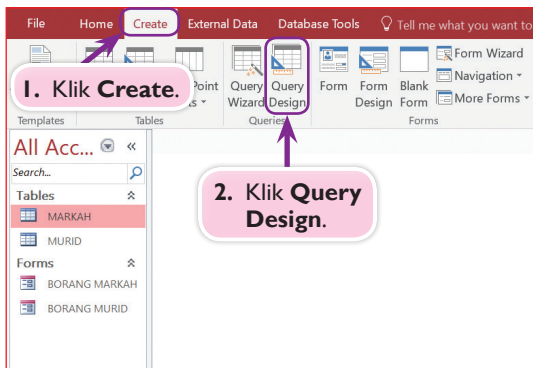 File Home Create External Data Database Tools Tell me what you want to
1. Klik Create.
Point
s
Query Wizard
Query Design
Form
Form Design
Blank Form
Form Wizard
Navigation
More Forms
Templates Tables Queries Forms
All Acc... «
Search...
Tables
MARKAH
MURID
Forms
BORANG MARKAH
BORANG MURID
2. Klik Query
Design.